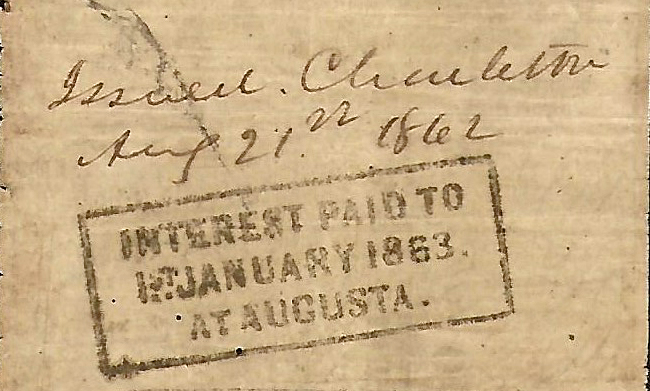 Issued. Charleston
Aug 21st 1862
INTEREST PAID TO
1ST. JANUARY 1863.
AT AUGUSTA.